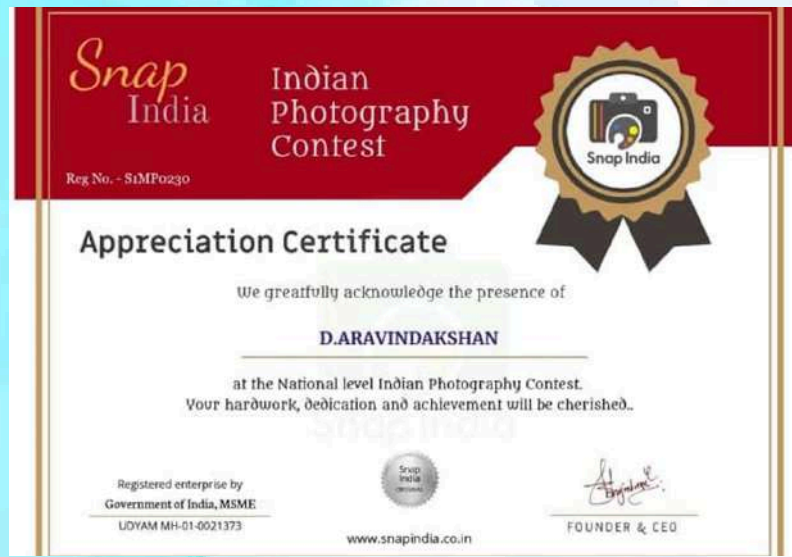 Snap
India
Indian
Photography
Contest
Reg No. - S1MP0230
Snap India
Appreciation Certificate
We greatfully acknowledge the presence of
D.ARAVINDAKSHAN
at the National level Indian Photography Contest.
Your hardwork, dedication and achievement will be cherished..
Snap India
Registered enterprise by
Government of India, MSME
UDYAM MH-01-0021373
Snap
India
www.snapindia.co.in
FOUNDER & CEO